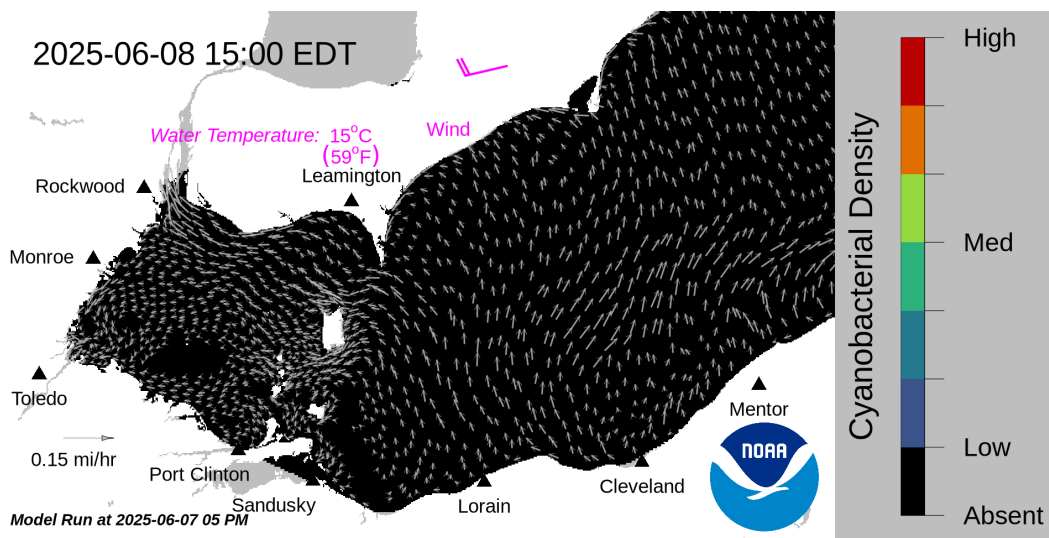 2025-06-08 15:00 EDT
Water Temperature: 15°C
(59°F)
Wind
Leamington
Rockwood
Monroe
Toledo
0.15 mi/hr
Port Clinton
Sandusky
Lorain
Cleveland
Mentor
NOAA
Model Run at 2025-06-07 05 PM
Cyanobacterial Density
High
Med
Low
Absent